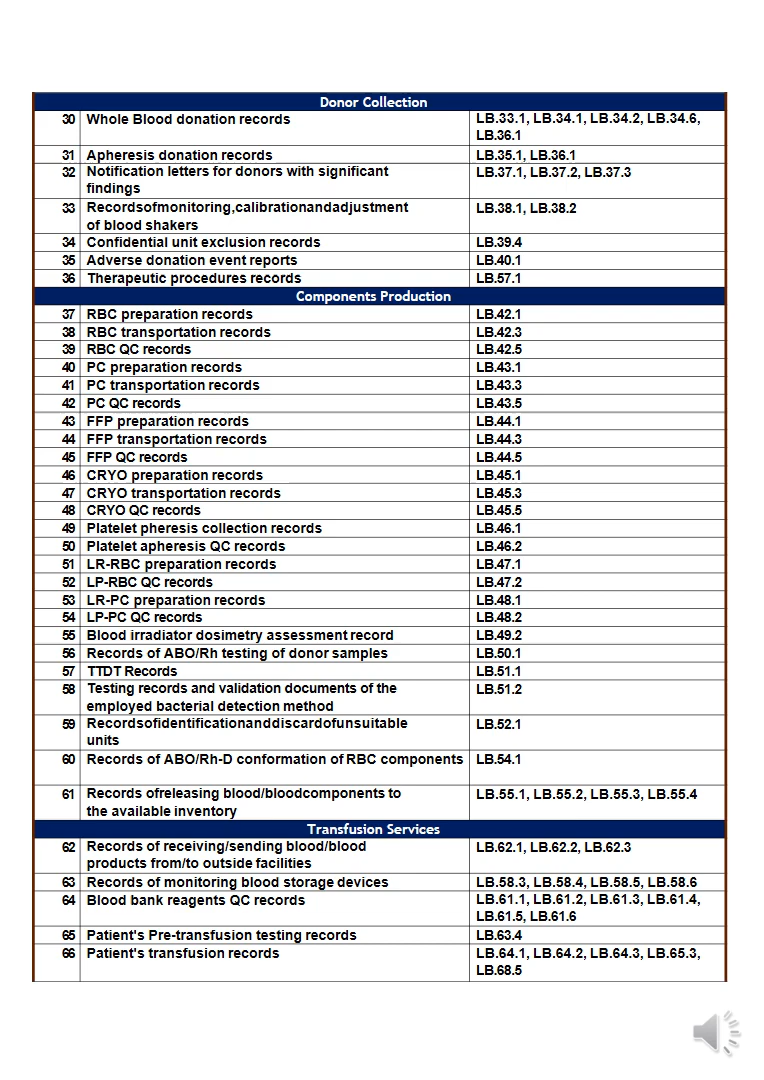 Donor Collection
30 Whole Blood donation records LB.33.1, LB.34.1, LB.34.2, LB.34.6,
LB.36.1
31 Apheresis donation records LB.35.1, LB.36.1
32 Notification letters for donors with significant LB.37.1, LB.37.2, LB.37.3
findings
33 Recordsofmonitoring,calibrationandadjustment LB.38.1, LB.38.2
of blood shakers
34 Confidential unit exclusion records LB.39.4
35 Adverse donation event reports LB.40.1
36 Therapeutic procedures records LB.57.1
Components Production
37 RBC preparation records LB.42.1
38 RBC transportation records LB.42.3
39 RBC QC records LB.42.5
40 PC preparation records LB.43.1
41 PC transportation records LB.43.3
42 PC QC records LB.43.5
43 FFP preparation records LB.44.1
44 FFP transportation records LB.44.3
45 FFP QC records LB.44.5
46 CRYO preparation records LB.45.1
47 CRYO transportation records LB.45.3
48 CRYO QC records LB.45.5
49 Platelet pheresis collection records LB.46.1
50 Platelet apheresis QC records LB.46.2
51 LR-RBC preparation records LB.47.1
52 LP-RBC QC records LB.47.2
53 LR-PC preparation records LB.48.1
54 LP-PC QC records LB.48.2
55 Blood irradiator dosimetry assessment record LB.49.2
56 Records of ABO/Rh testing of donor samples LB.50.1
57 TTDT Records LB.51.1
58 Testing records and validation documents of the LB.51.2
employed bacterial detection method
59 Recordsofidentificationanddiscardofunsuitable LB.52.1
units
60 Records of ABO/Rh-D conformation of RBC components LB.54.1
61 Records ofreleasing blood/bloodcomponents to LB.55.1, LB.55.2, LB.55.3, LB.55.4
the available inventory
Transfusion Services
62 Records of receiving/sending blood/blood LB.62.1, LB.62.2, LB.62.3
products from/to outside facilities
63 Records of monitoring blood storage devices LB.58.3, LB.58.4, LB.58.5, LB.58.6
64 Blood bank reagents QC records LB.61.1, LB.61.2, LB.61.3, LB.61.4,
LB.61.5, LB.61.6
65 Patient's Pre-transfusion testing records LB.63.4
66 Patient's transfusion records LB.64.1, LB.64.2, LB.64.3, LB.65.3,
LB.68.5